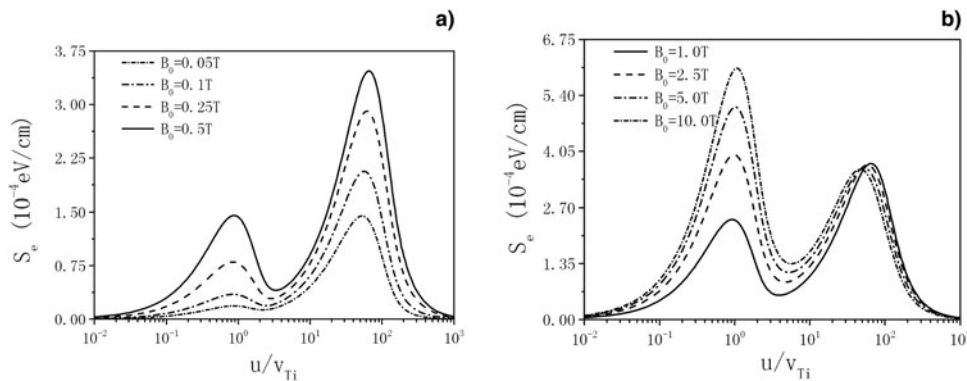 a)
3.75
3.00
2.25
1.50
0.75
0.00
S_e (10^-4 eV/cm)
B_0=0.05T
B_0=0.1T
B_0=0.25T
B_0=0.5T
10^-2 10^-1 10^0 10^1 10^2 10^3
u/v_Ti
b)
6.75
5.40
4.05
2.70
1.35
0.00
S_e (10^-4 eV/cm)
B_0=1.0T
B_0=2.5T
B_0=5.0T
B_0=10.0T
10^-2 10^-1 10^0 10^1 10^2 10^3
u/v_Ti